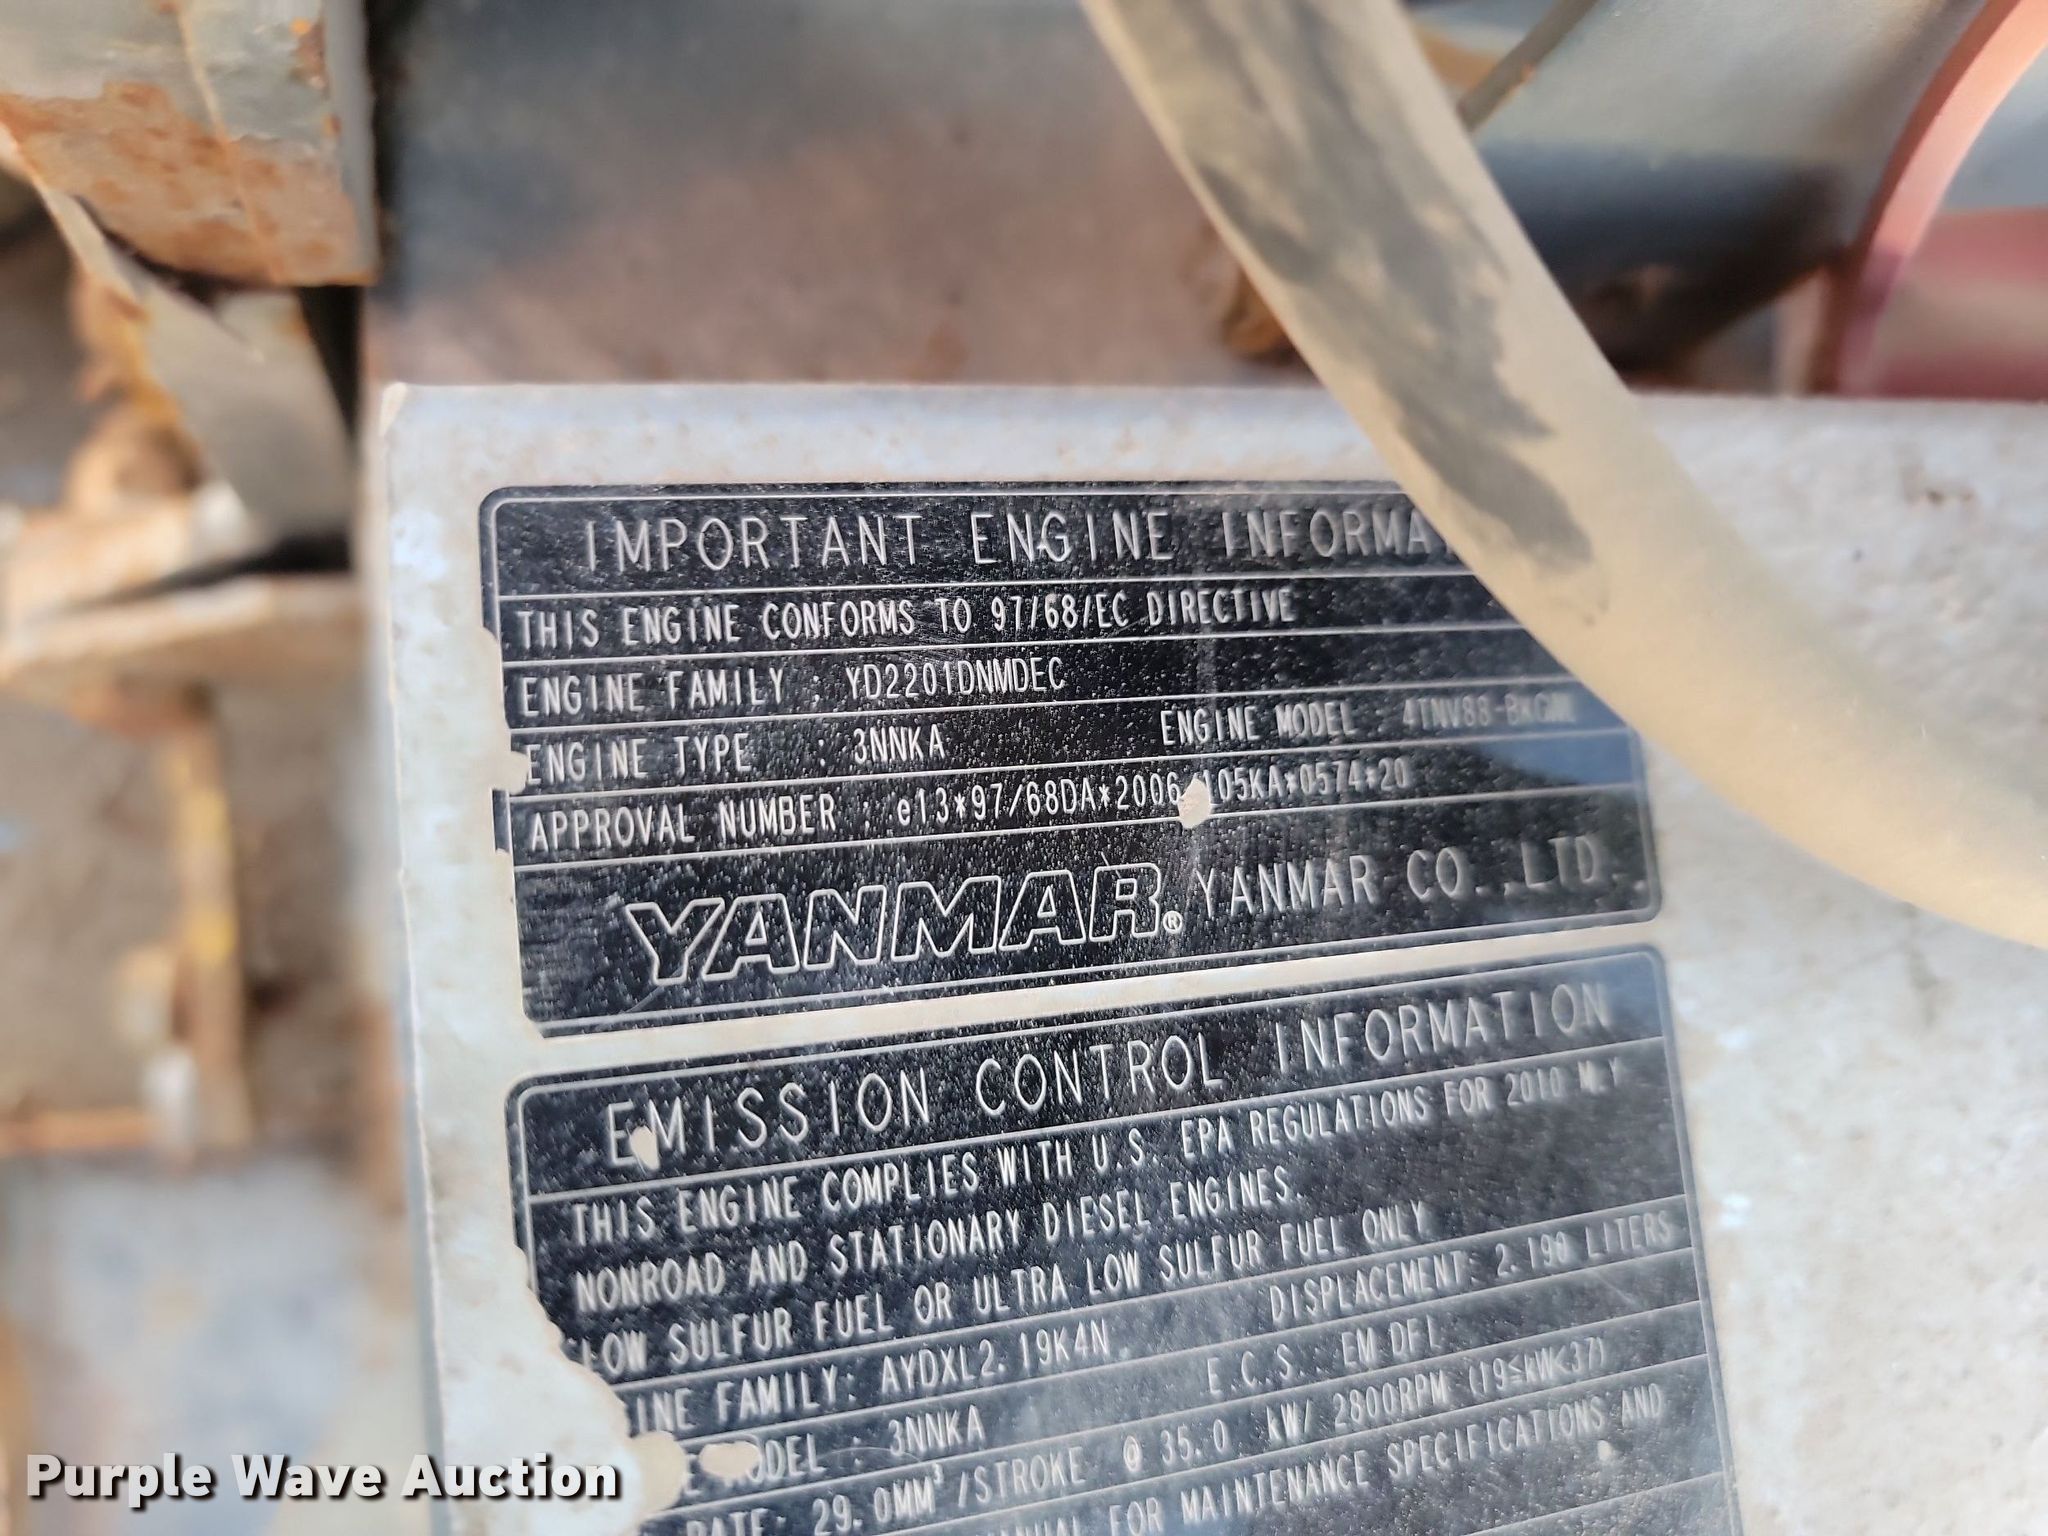 IMPORTANT ENGINE
THIS ENGINE CONFORMS TO 97/68/EC DIRECTIVE
ENGINE FAMILY : YD2201DNMDEC
ENGINE TYPE : 3NNKA ENGINE MODEL :
APPROVAL NUMBER : e13*97/68DA*2006 105KA*0574*20
YANMAR® YANMAR CO.,LTD.
EMISSION CONTROL INFORMATION
THIS ENGINE COMPLIES WITH U.S. EPA REGULATIONS FOR 2010 M.Y
NONROAD AND STATIONARY DIESEL ENGINES.
LOW SULFUR FUEL OR ULTRA LOW SULFUR FUEL ONLY
FAMILY: AYDXL2.19K4N DISPLACEMENT: 2.190 LITERS
: 3NNKA E.C.S.: EM DFI
29.0MM³/STROKE @ 35.0 kW/ 2800RPM (19≤kW<37)
FOR MAINTENANCE SPECIFICATIONS AND
Purple Wave Auction